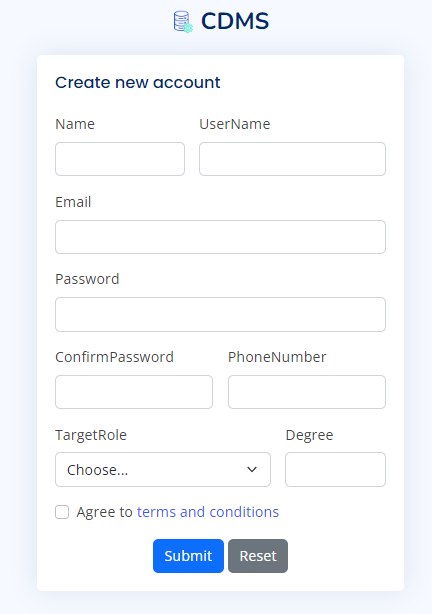 CDMS
Create new account
Name UserName
Email
Password
ConfirmPassword PhoneNumber
TargetRole Degree
Choose...
Agree to terms and conditions
Submit Reset